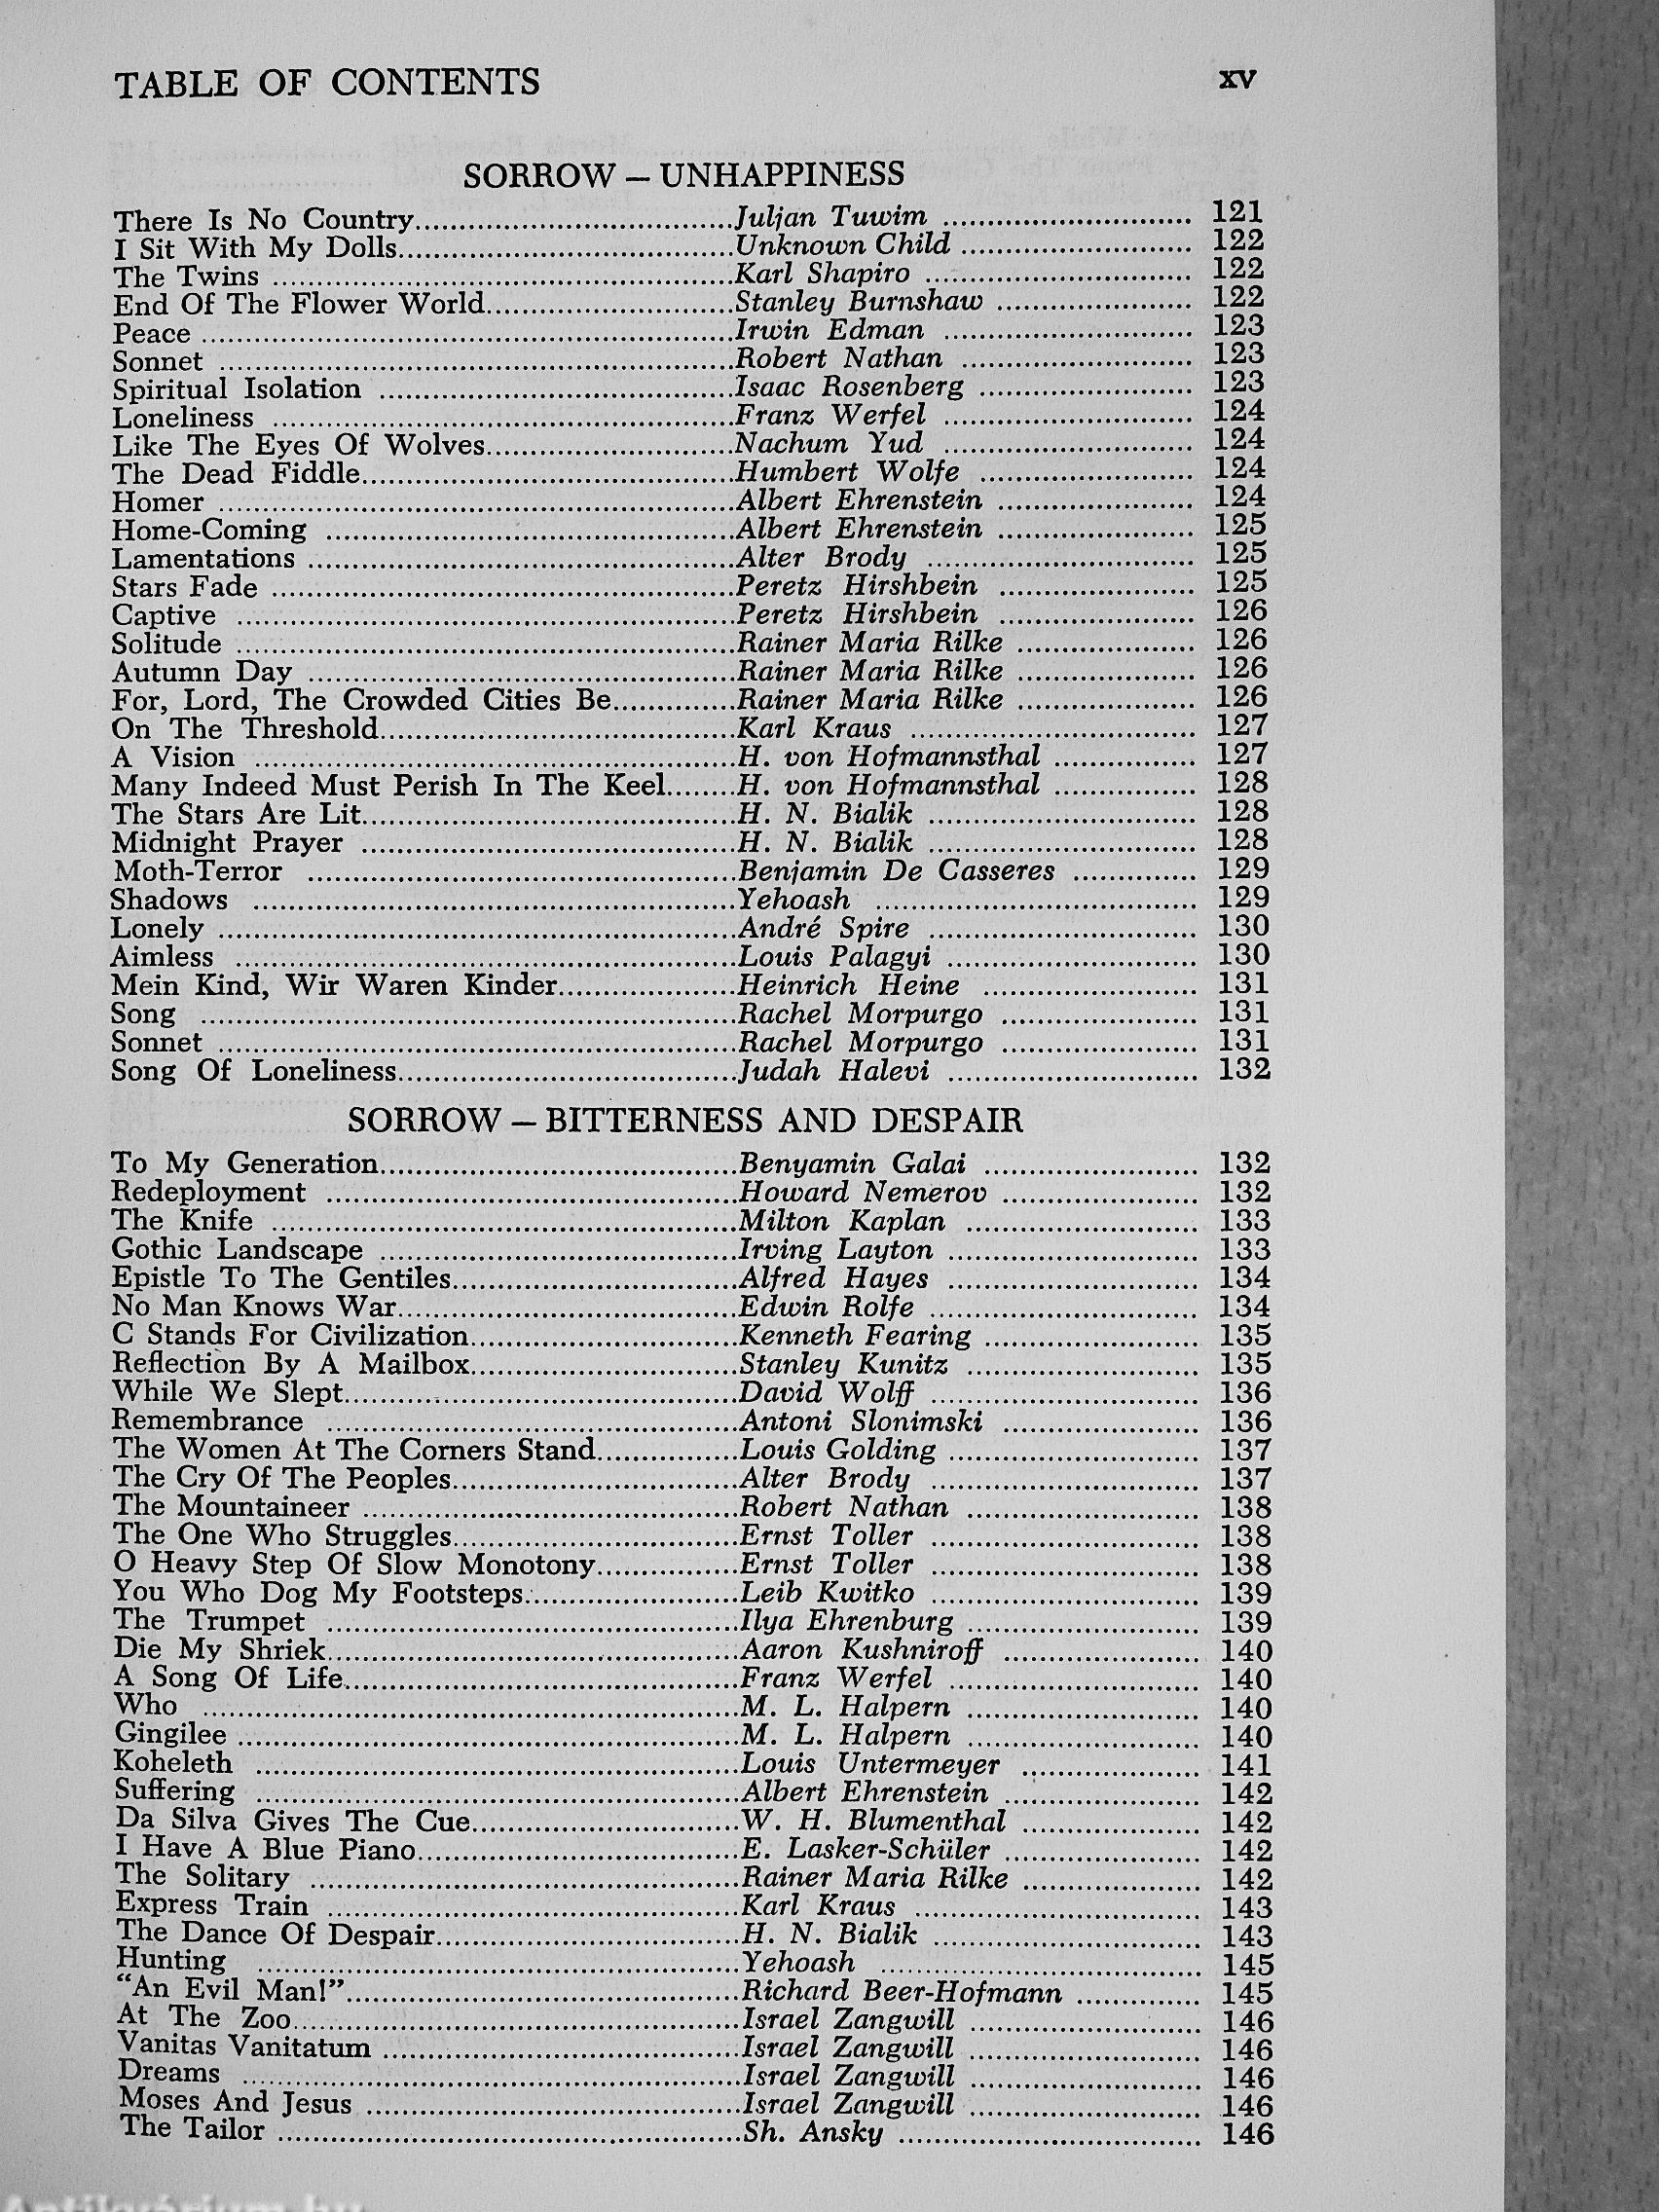 TABLE OF CONTENTS xv
SORROW — UNHAPPINESS
There Is No Country....................................Juljan Tuwim ............................ 121
I Sit With My Dolls......................................Unknown Child .......................... 122
The Twins ....................................................Karl Shapiro .............................. 122
End Of The Flower World............................Stanley Burnshaw ...................... 122
Peace ............................................................Irwin Edman ............................ 123
Sonnet ..........................................................Robert Nathan .......................... 123
Spiritual Isolation ........................................Isaac Rosenberg ........................ 123
Loneliness ....................................................Franz Werfel ............................ 124
Like The Eyes Of Wolves............................Nachum Yud ............................ 124
The Dead Fiddle..........................................Humbert Wolfe ........................ 124
Homer ..........................................................Albert Ehrenstein ...................... 124
Home-Coming ..............................................Albert Ehrenstein ...................... 125
Lamentations ................................................Alter Brody .............................. 125
Stars Fade ....................................................Peretz Hirshbein ...................... 125
Captive ........................................................Peretz Hirshbein ...................... 126
Solitude ........................................................Rainer Maria Rilke .................... 126
Autumn Day ................................................Rainer Maria Rilke .................... 126
For, Lord, The Crowded Cities Be..............Rainer Maria Rilke .................... 126
On The Threshold........................................Karl Kraus ................................ 127
A Vision ......................................................H. von Hofmannsthal ................ 127
Many Indeed Must Perish In The Keel........H. von Hofmannsthal ................ 128
The Stars Are Lit..........................................H. N. Bialik .............................. 128
Midnight Prayer ..........................................H. N. Bialik .............................. 128
Moth-Terror ................................................Benjamin De Casseres .............. 129
Shadows ......................................................Yehoash .................................... 129
Lonely ..........................................................André Spire .............................. 130
Aimless ........................................................Louis Palagyi ............................ 130
Mein Kind, Wir Waren Kinder....................Heinrich Heine ........................ 131
Song ............................................................Rachel Morpurgo ...................... 131
Sonnet ..........................................................Rachel Morpurgo ...................... 131
Song Of Loneliness......................................Judah Halevi ............................ 132
SORROW — BITTERNESS AND DESPAIR
To My Generation........................................Benyamin Galai ........................ 132
Redeployment ..............................................Howard Nemerov ...................... 132
The Knife ....................................................Milton Kaplan .......................... 133
Gothic Landscape ........................................Irving Layton ............................ 133
Epistle To The Gentiles................................Alfred Hayes ............................ 134
No Man Knows War......................................Edwin Rolfe .............................. 134
C Stands For Civilization..............................Kenneth Fearing ........................ 135
Reflection By A Mailbox..............................Stanley Kunitz .......................... 135
While We Slept............................................David Wolff .............................. 136
Remembrance ..............................................Antoni Slonimski ...................... 136
The Women At The Corners Stand................Louis Golding ............................ 137
The Cry Of The Peoples................................Alter Brody .............................. 137
The Mountaineer ..........................................Robert Nathan .......................... 138
The One Who Struggles................................Ernst Toller .............................. 138
O Heavy Step Of Slow Monotony................Ernst Toller .............................. 138
You Who Dog My Footsteps........................Leib Kwitko .............................. 139
The Trumpet ..............................................Ilya Ehrenburg .......................... 139
Die My Shriek..............................................Aaron Kushniroff ...................... 140
A Song Of Life............................................Franz Werfel ............................ 140
Who ............................................................M. L. Halpern .......................... 140
Gingilee ........................................................M. L. Halpern .......................... 140
Koheleth ......................................................Louis Untermeyer .................... 141
Suffering ......................................................Albert Ehrenstein ...................... 142
Da Silva Gives The Cue..............................W. H. Blumenthal .................... 142
I Have A Blue Piano....................................E. Lasker-Schüler ...................... 142
The Solitary ................................................Rainer Maria Rilke .................... 142
Express Train ..............................................Karl Kraus ................................ 143
The Dance Of Despair..................................H. N. Bialik .............................. 143
Hunting ......................................................Yehoash .................................... 145
“An Evil Man!”............................................Richard Beer-Hofmann .............. 145
At The Zoo..................................................Israel Zangwill .......................... 146
Vanitas Vanitatum ........................................Israel Zangwill .......................... 146
Dreams ........................................................Israel Zangwill .......................... 146
Moses And Jesus ..........................................Israel Zangwill .......................... 146
The Tailor ....................................................Sh. Ansky .................................. 146